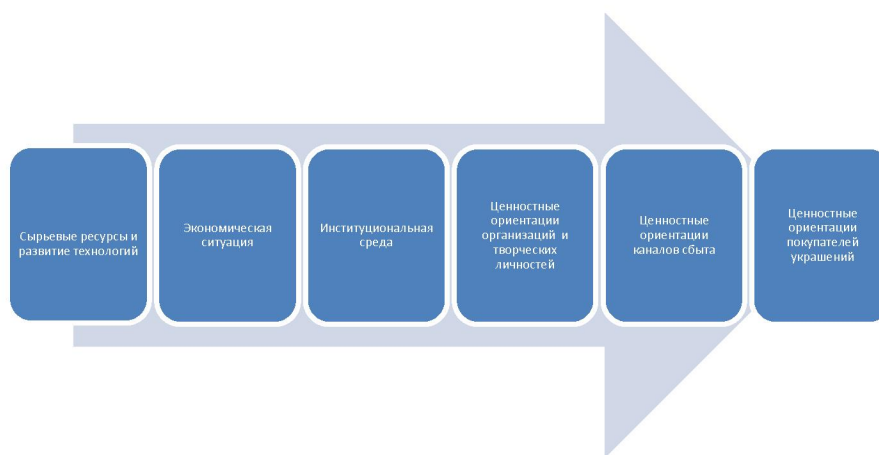 Сырьевые ресурсы и
развитие технологий
Экономическая
ситуация
Институциональная
среда
Ценностные
ориентации
организаций и
творческих
личностей
Ценностные
ориентации
каналов сбыта
Ценностные
ориентации
покупателей
украшений